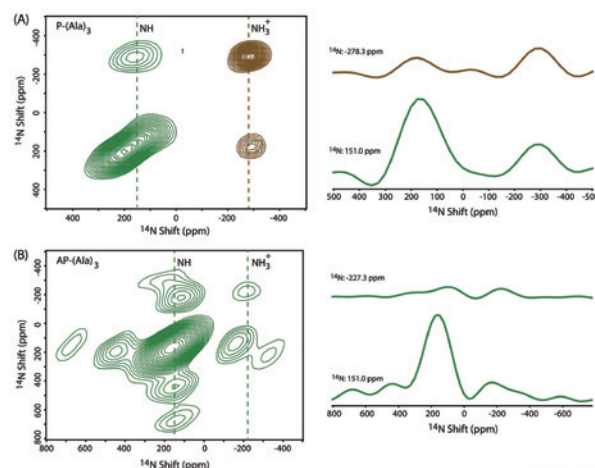 (A) P-(Ala)3 NH NH3+
-400
-200
0
200
400
14N Shift (ppm)
400 200 0 -200 -400
14N Shift (ppm)
14N: -278.3 ppm
14N: 151.0 ppm
500 400 300 200 100 0 -100 -200 -300 -400 -50
14N Shift (ppm)
(B) AP-(Ala)3 NH NH3+
-400
-200
0
200
400
600
800
14N Shift (ppm)
800 600 400 200 0 -200 -400
14N Shift (ppm)
14N: -227.3 ppm
14N: 151.0 ppm
800 600 400 200 0 -200 -400 -600
14N Shift (ppm)